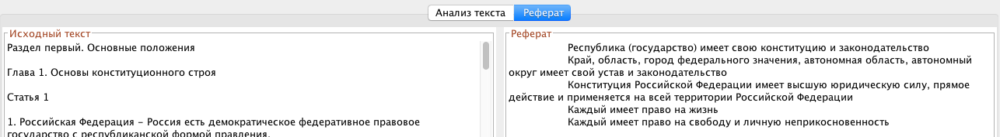 Анализ текста Реферат
Исходный текст
Раздел первый. Основные положения
Глава 1. Основы конституционного строя
Статья 1
1. Российская Федерация – Россия есть демократическое федеративное правовое
государство с республиканской формой правления.
Реферат
Республика (государство) имеет свою конституцию и законодательство
Край, область, город федерального значения, автономная область, автономный
округ имеет свой устав и законодательство
Конституция Российской Федерации имеет высшую юридическую силу, прямое
действие и применяется на всей территории Российской Федерации
Каждый имеет право на жизнь
Каждый имеет право на свободу и личную неприкосновенность